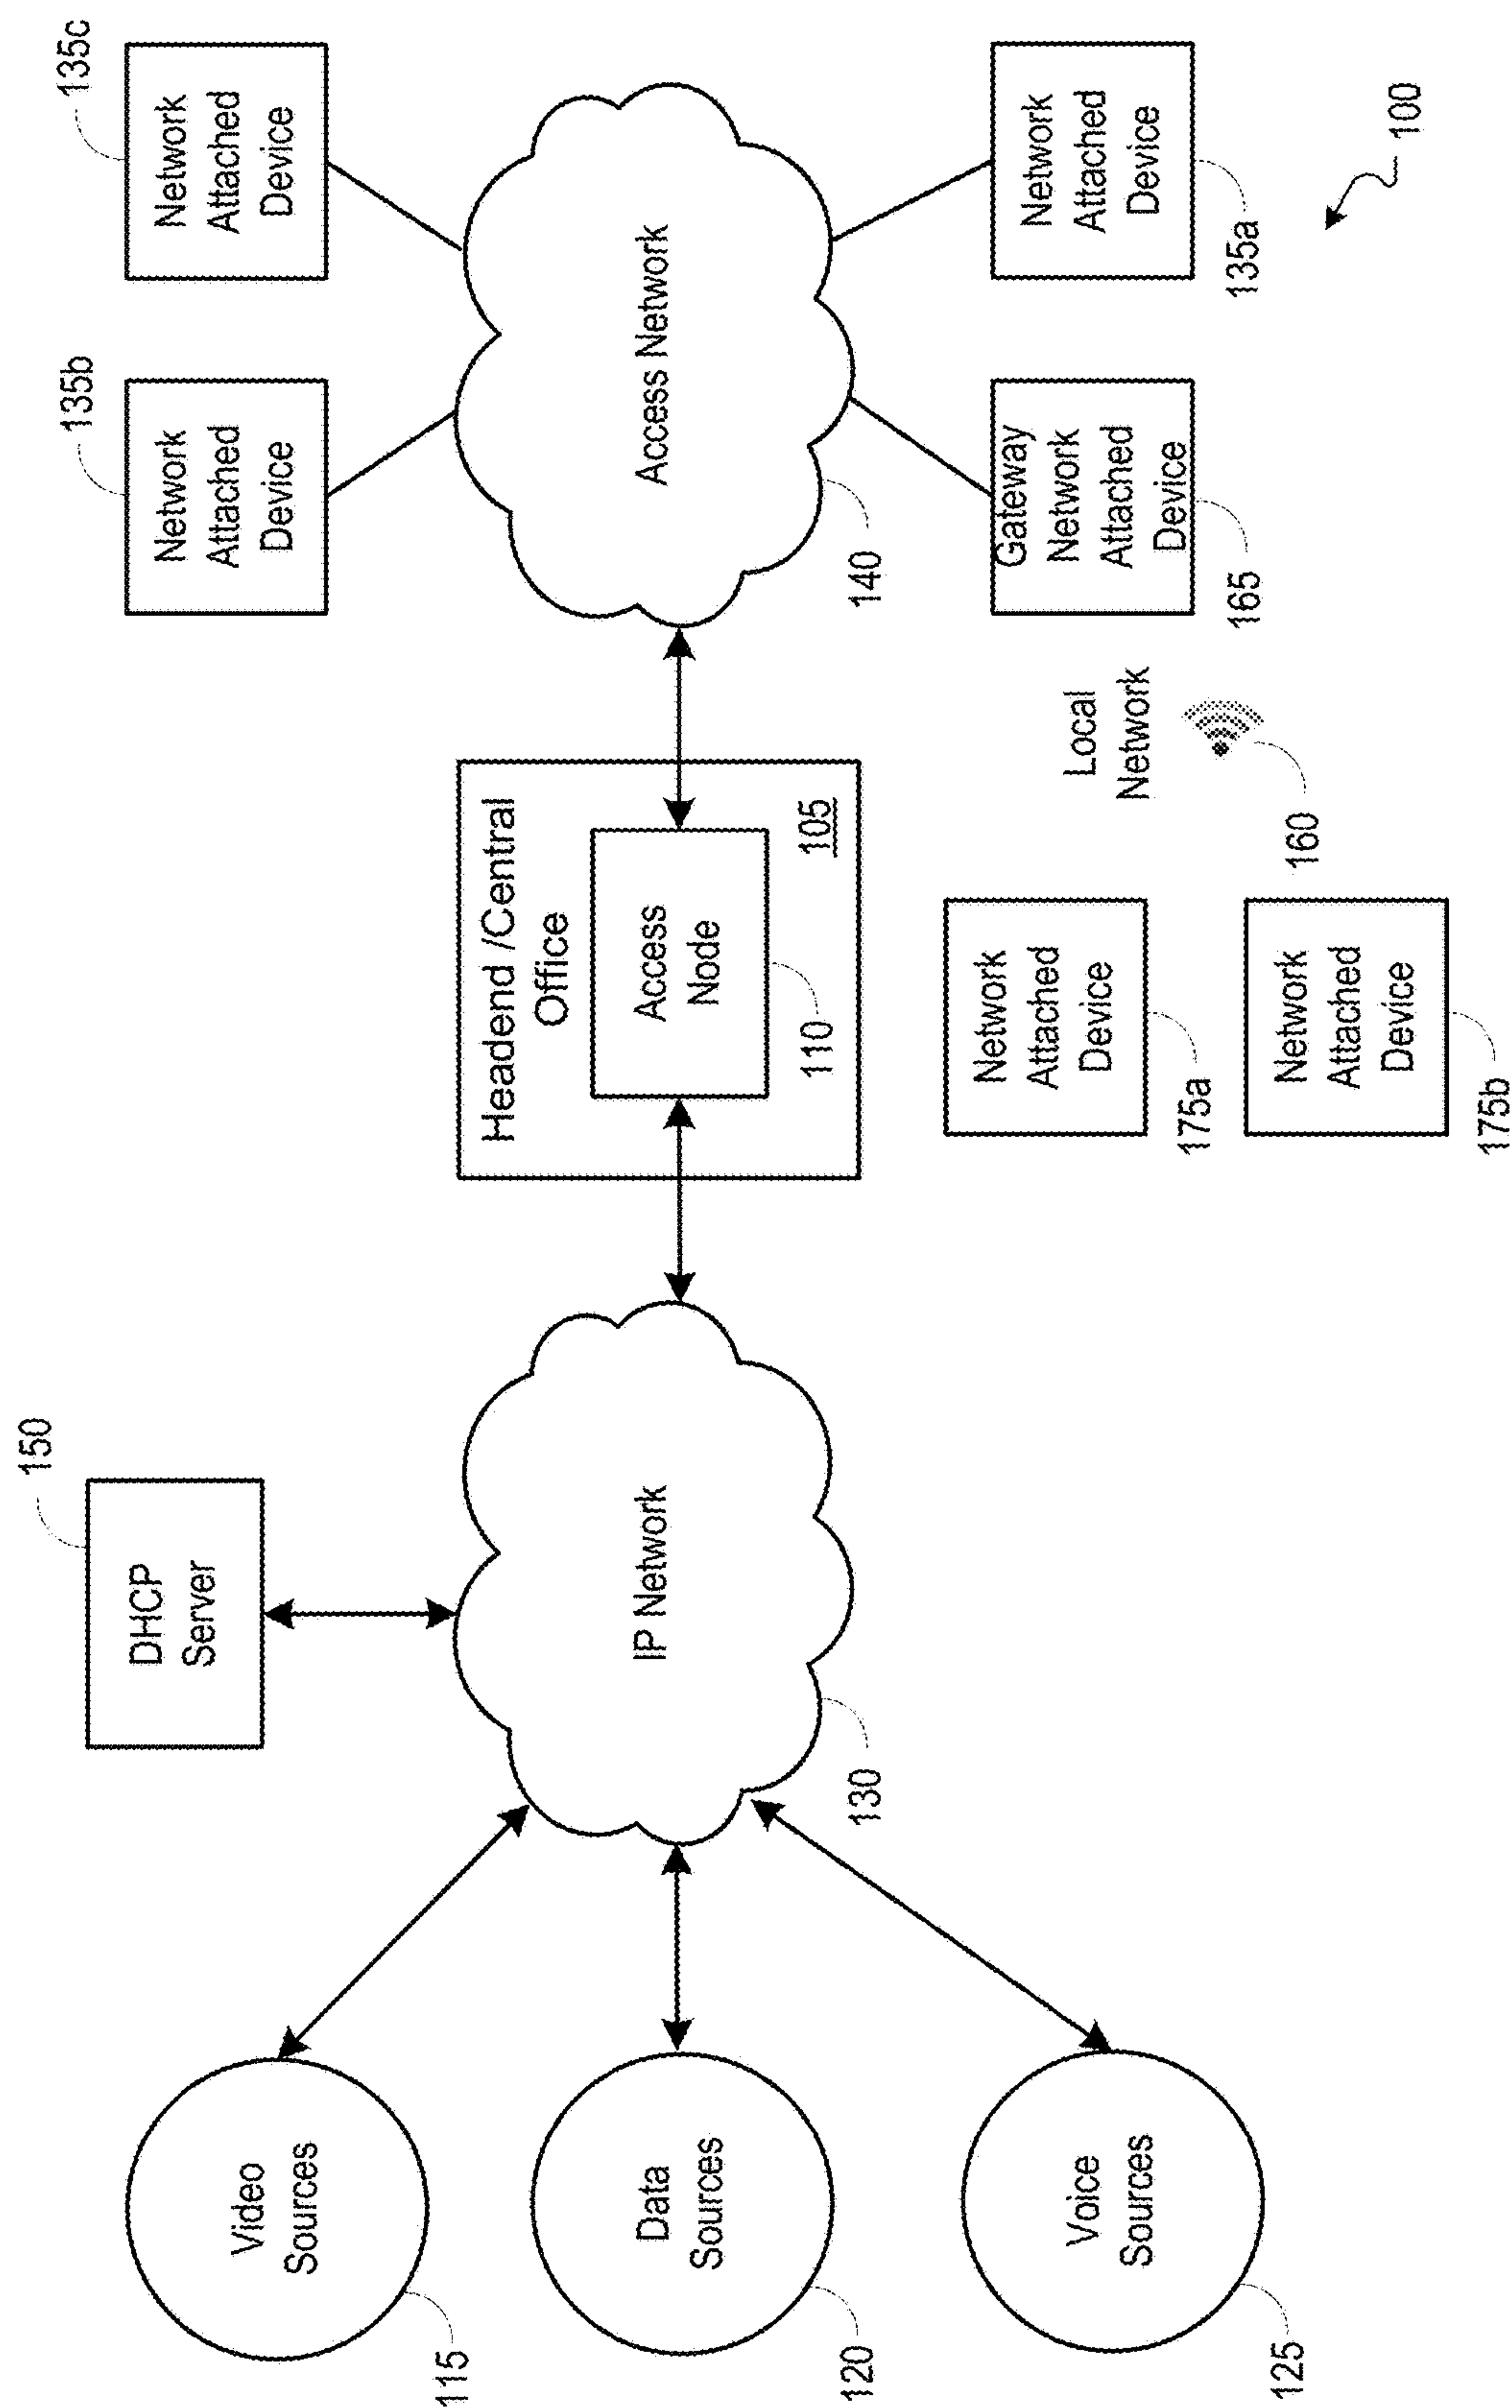 150
DHCP
Server
135b
Network
Attached
Device
135c
Network
Attached
Device
Video
Sources
115
Headend /Central
Office
Access
Node
110
105
IP Network
130
Access Network
140
Data
Sources
120
Voice
Sources
125
Network
Attached
Device
175a
Network
Attached
Device
175b
Local
Network
160
Gateway
Network
Attached
Device
165
Network
Attached
Device
135a
100